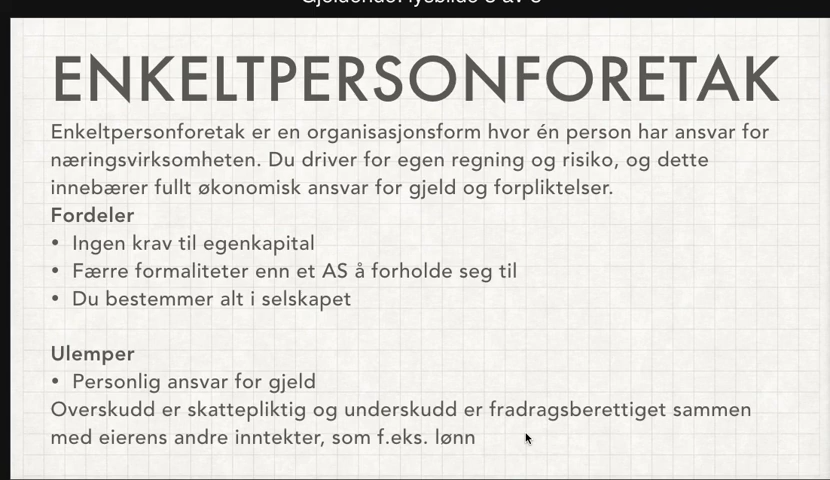 ENKELTPERSONFORETAK
Enkeltpersonforetak er en organisasjonsform hvor én person har ansvar for
næringsvirksomheten. Du driver for egen regning og risiko, og dette
innebærer fullt økonomisk ansvar for gjeld og forpliktelser.
Fordeler
• Ingen krav til egenkapital
• Færre formaliteter enn et AS å forholde seg til
• Du bestemmer alt i selskapet
Ulemper
• Personlig ansvar for gjeld
Overskudd er skattepliktig og underskudd er fradragsberettiget sammen
med eierens andre inntekter, som f.eks. lønn